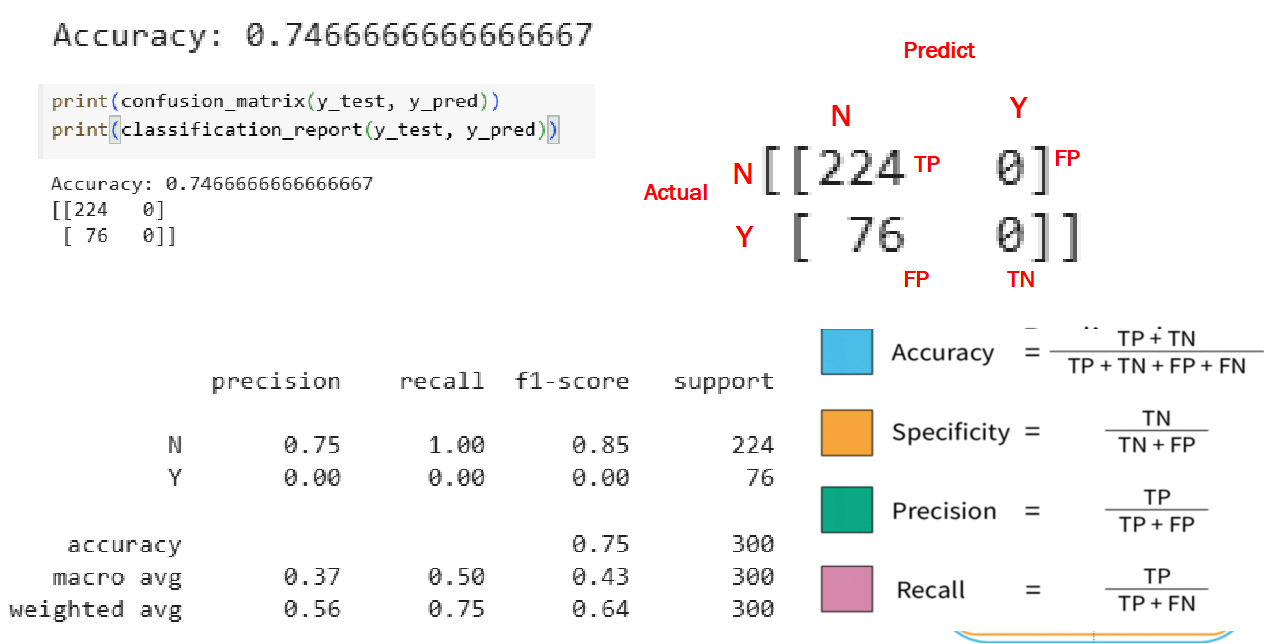 Accuracy: 0.7466666666666667
print(confusion_matrix(y_test, y_pred))
print(classification_report(y_test, y_pred))
Accuracy: 0.7466666666666667
[[224   0]
 [ 76   0]]
Predict
N Y
Actual
N [[224 TP 0] FP
Y [ 76 0]]
FP TN
precision recall f1-score support
N 0.75 1.00 0.85 224
Y 0.00 0.00 0.00 76
accuracy 0.75 300
macro avg 0.37 0.50 0.43 300
weighted avg 0.56 0.75 0.64 300
Accuracy = TP + TN
TP + TN + FP + FN
Specificity = TN
TN + FP
Precision = TP
TP + FP
Recall = TP
TP + FN